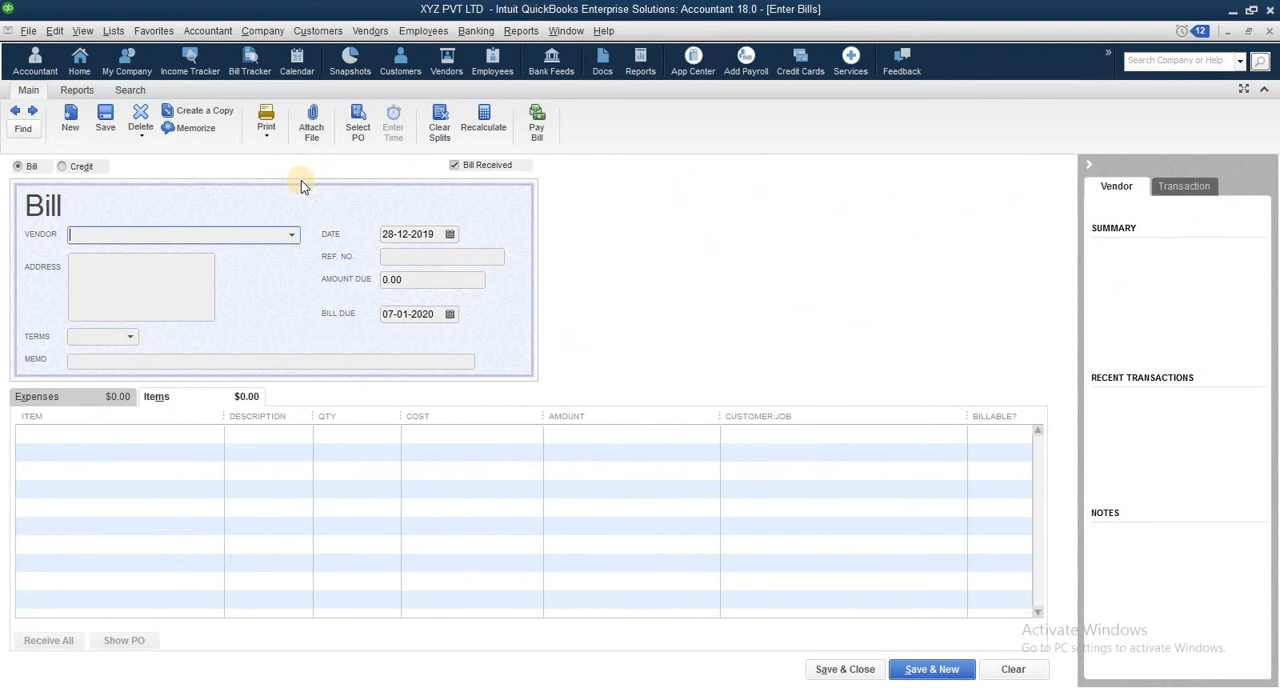 XYZ PVT LTD - Intuit QuickBooks Enterprise Solutions: Accountant 18.0 - [Enter Bills]
File Edit View Lists Favorites Accountant Company Customers Vendors Employees Banking Reports Window Help 12
Accountant Home My Company Income Tracker Bill Tracker Calendar Snapshots Customers Vendors Employees Bank Feeds Docs Reports App Center Add Payroll Credit Cards Services Feedback » Search Company or Help
Main Reports Search
Find New Save Delete Create a Copy Memorize Print Attach File Select PO Enter Time Clear Splits Recalculate Pay Bill
Bill Credit Bill Received
Bill
VENDOR DATE 28-12-2019
REF. NO.
ADDRESS AMOUNT DUE 0.00
BILL DUE 07-01-2020
TERMS
MEMO
Expenses $0.00 Items $0.00
ITEM DESCRIPTION QTY COST AMOUNT CUSTOMER:JOB BILLABLE?
Receive All Show PO
Save & Close Save & New Clear
Vendor Transaction
SUMMARY
RECENT TRANSACTIONS
NOTES
Activate Windows
Go to PC settings to activate Windows.